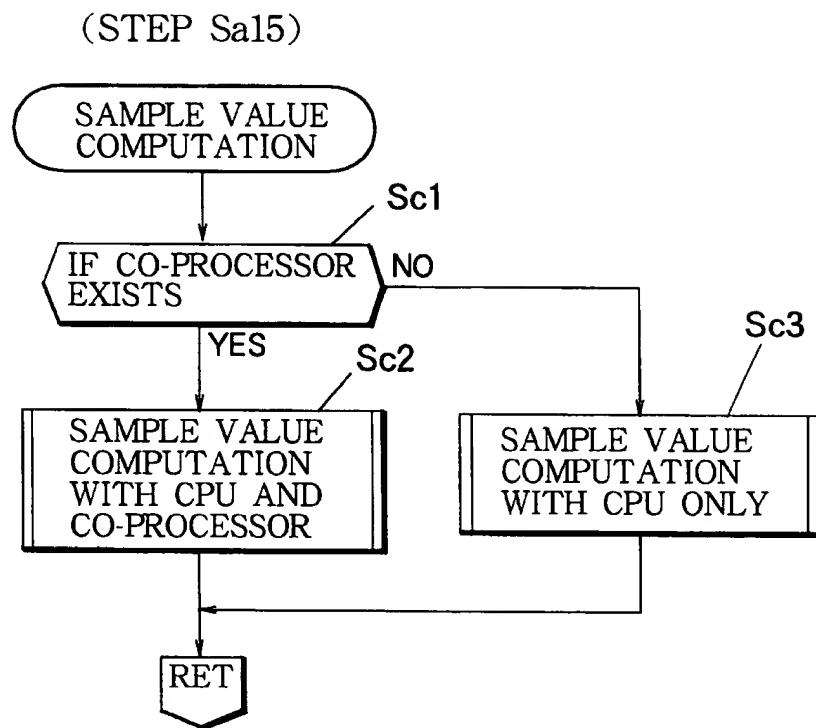 (STEP Sa15)
SAMPLE VALUE
COMPUTATION
Sc1
IF CO-PROCESSOR
EXISTS
NO
YES
Sc2
Sc3
SAMPLE VALUE
COMPUTATION
WITH CPU AND
CO-PROCESSOR
SAMPLE VALUE
COMPUTATION
WITH CPU ONLY
RET